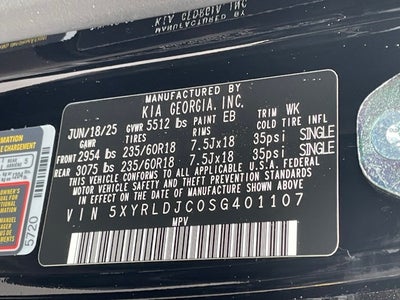 MANUFACTURED BY
KIA GEORGIA, INC.
JUN/18/25 GVWR 5512 lbs PAINT EB TRIM WK
GAWR TIRES RIMS COLD TIRE INFL
FRONT 2954 lbs 235/60R18 7.5Jx18 35psi SINGLE
REAR 3075 lbs 235/60R18 7.5Jx18 35psi SINGLE
THIS VEHICLE CONFORMS TO ALL APPLICABLE U.S.A. FEDERAL
MOTOR VEHICLE SAFETY STANDARDS IN EFFECT ON THE DATE OF
MANUFACTURE SHOWN ABOVE.
VIN 5XYRLDJC0SG401107
MPV
5720